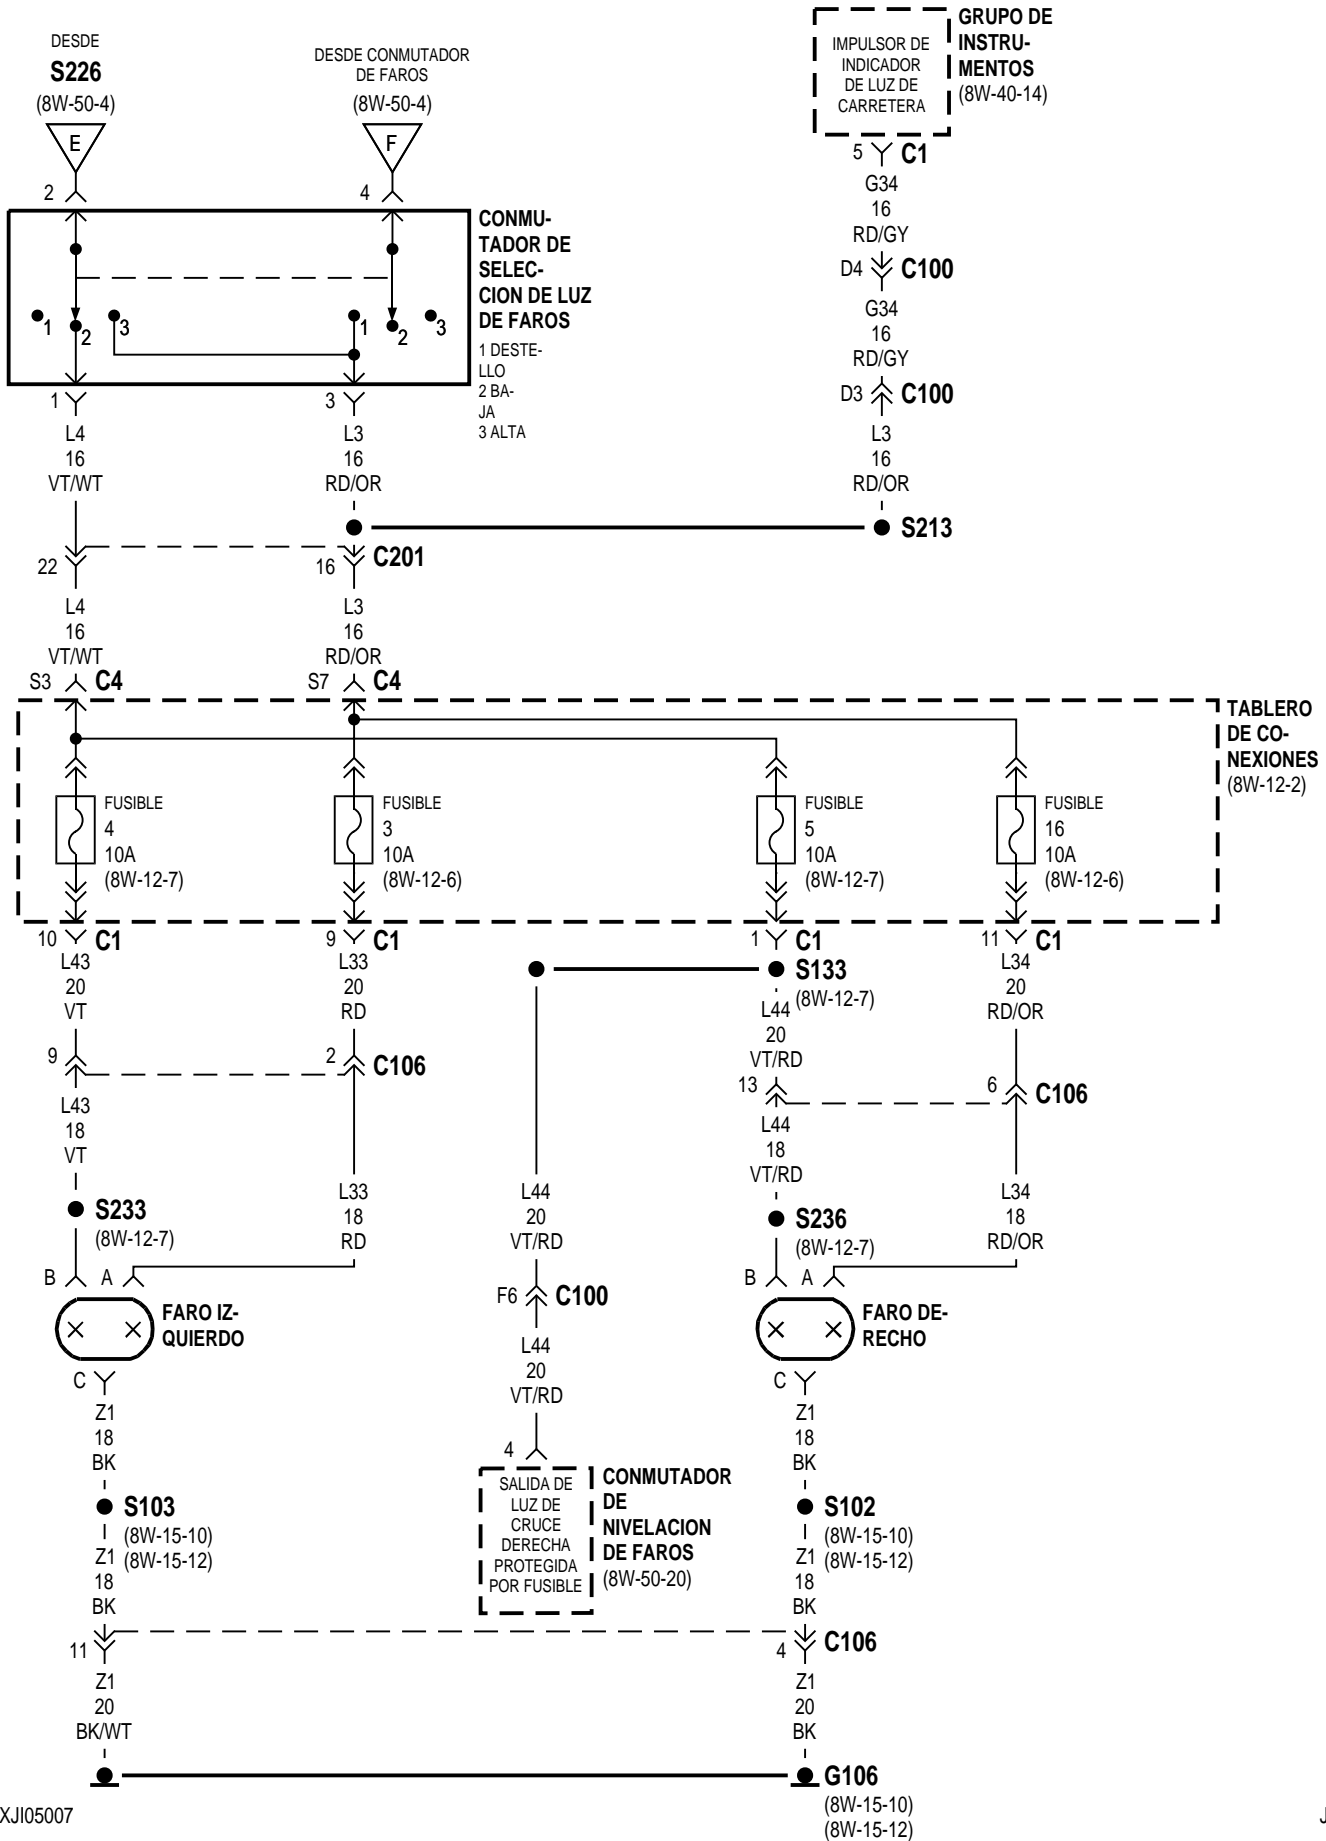 DESDE
S226
(8W-50-4)
E
2
DESDE CONMUTADOR
DE FAROS
(8W-50-4)
F
4
IMPULSOR DE
INDICADOR
DE LUZ DE
CARRETERA
GRUPO DE
INSTRU-
MENTOS
(8W-40-14)
5 C1
G34
16
RD/GY
D4 C100
G34
16
RD/GY
D3 C100
L3
16
RD/OR
S213
CONMU-
TADOR DE
SELEC-
CION DE LUZ
DE FAROS
1 DESTE-
LLO
2 BA-
JA
3 ALTA
1 2 3 1 2 3
1
L4
16
VT/WT
3
L3
16
RD/OR
22
16 C201
L4
16
VT/WT
S3 C4
L3
16
RD/OR
S7 C4
TABLERO
DE CO-
NEXIONES
(8W-12-2)
FUSIBLE
4
10A
(8W-12-7)
FUSIBLE
3
10A
(8W-12-6)
FUSIBLE
5
10A
(8W-12-7)
FUSIBLE
16
10A
(8W-12-6)
10 C1
L43
20
VT
9 C1
L33
20
RD
1 C1
S133
(8W-12-7)
L44
20
VT/RD
11 C1
L34
20
RD/OR
9
2 C106
13
6 C106
L43
18
VT
S233
(8W-12-7)
L33
18
RD
L44
20
VT/RD
L44
18
VT/RD
S236
(8W-12-7)
L34
18
RD/OR
B A
FARO IZ-
QUIERDO
C
F6 C100
L44
20
VT/RD
4
B A
FARO DE-
RECHO
C
Z1
18
BK
S103
(8W-15-10)
(8W-15-12)
Z1
18
BK
SALIDA DE
LUZ DE
CRUCE
DERECHA
PROTEGIDA
POR FUSIBLE
CONMUTADOR
DE
NIVELACION
DE FAROS
(8W-50-20)
Z1
18
BK
S102
(8W-15-10)
(8W-15-12)
Z1
18
BK
11
4 C106
Z1
20
BK/WT
Z1
20
BK
G106
(8W-15-10)
(8W-15-12)
XJI05007
J